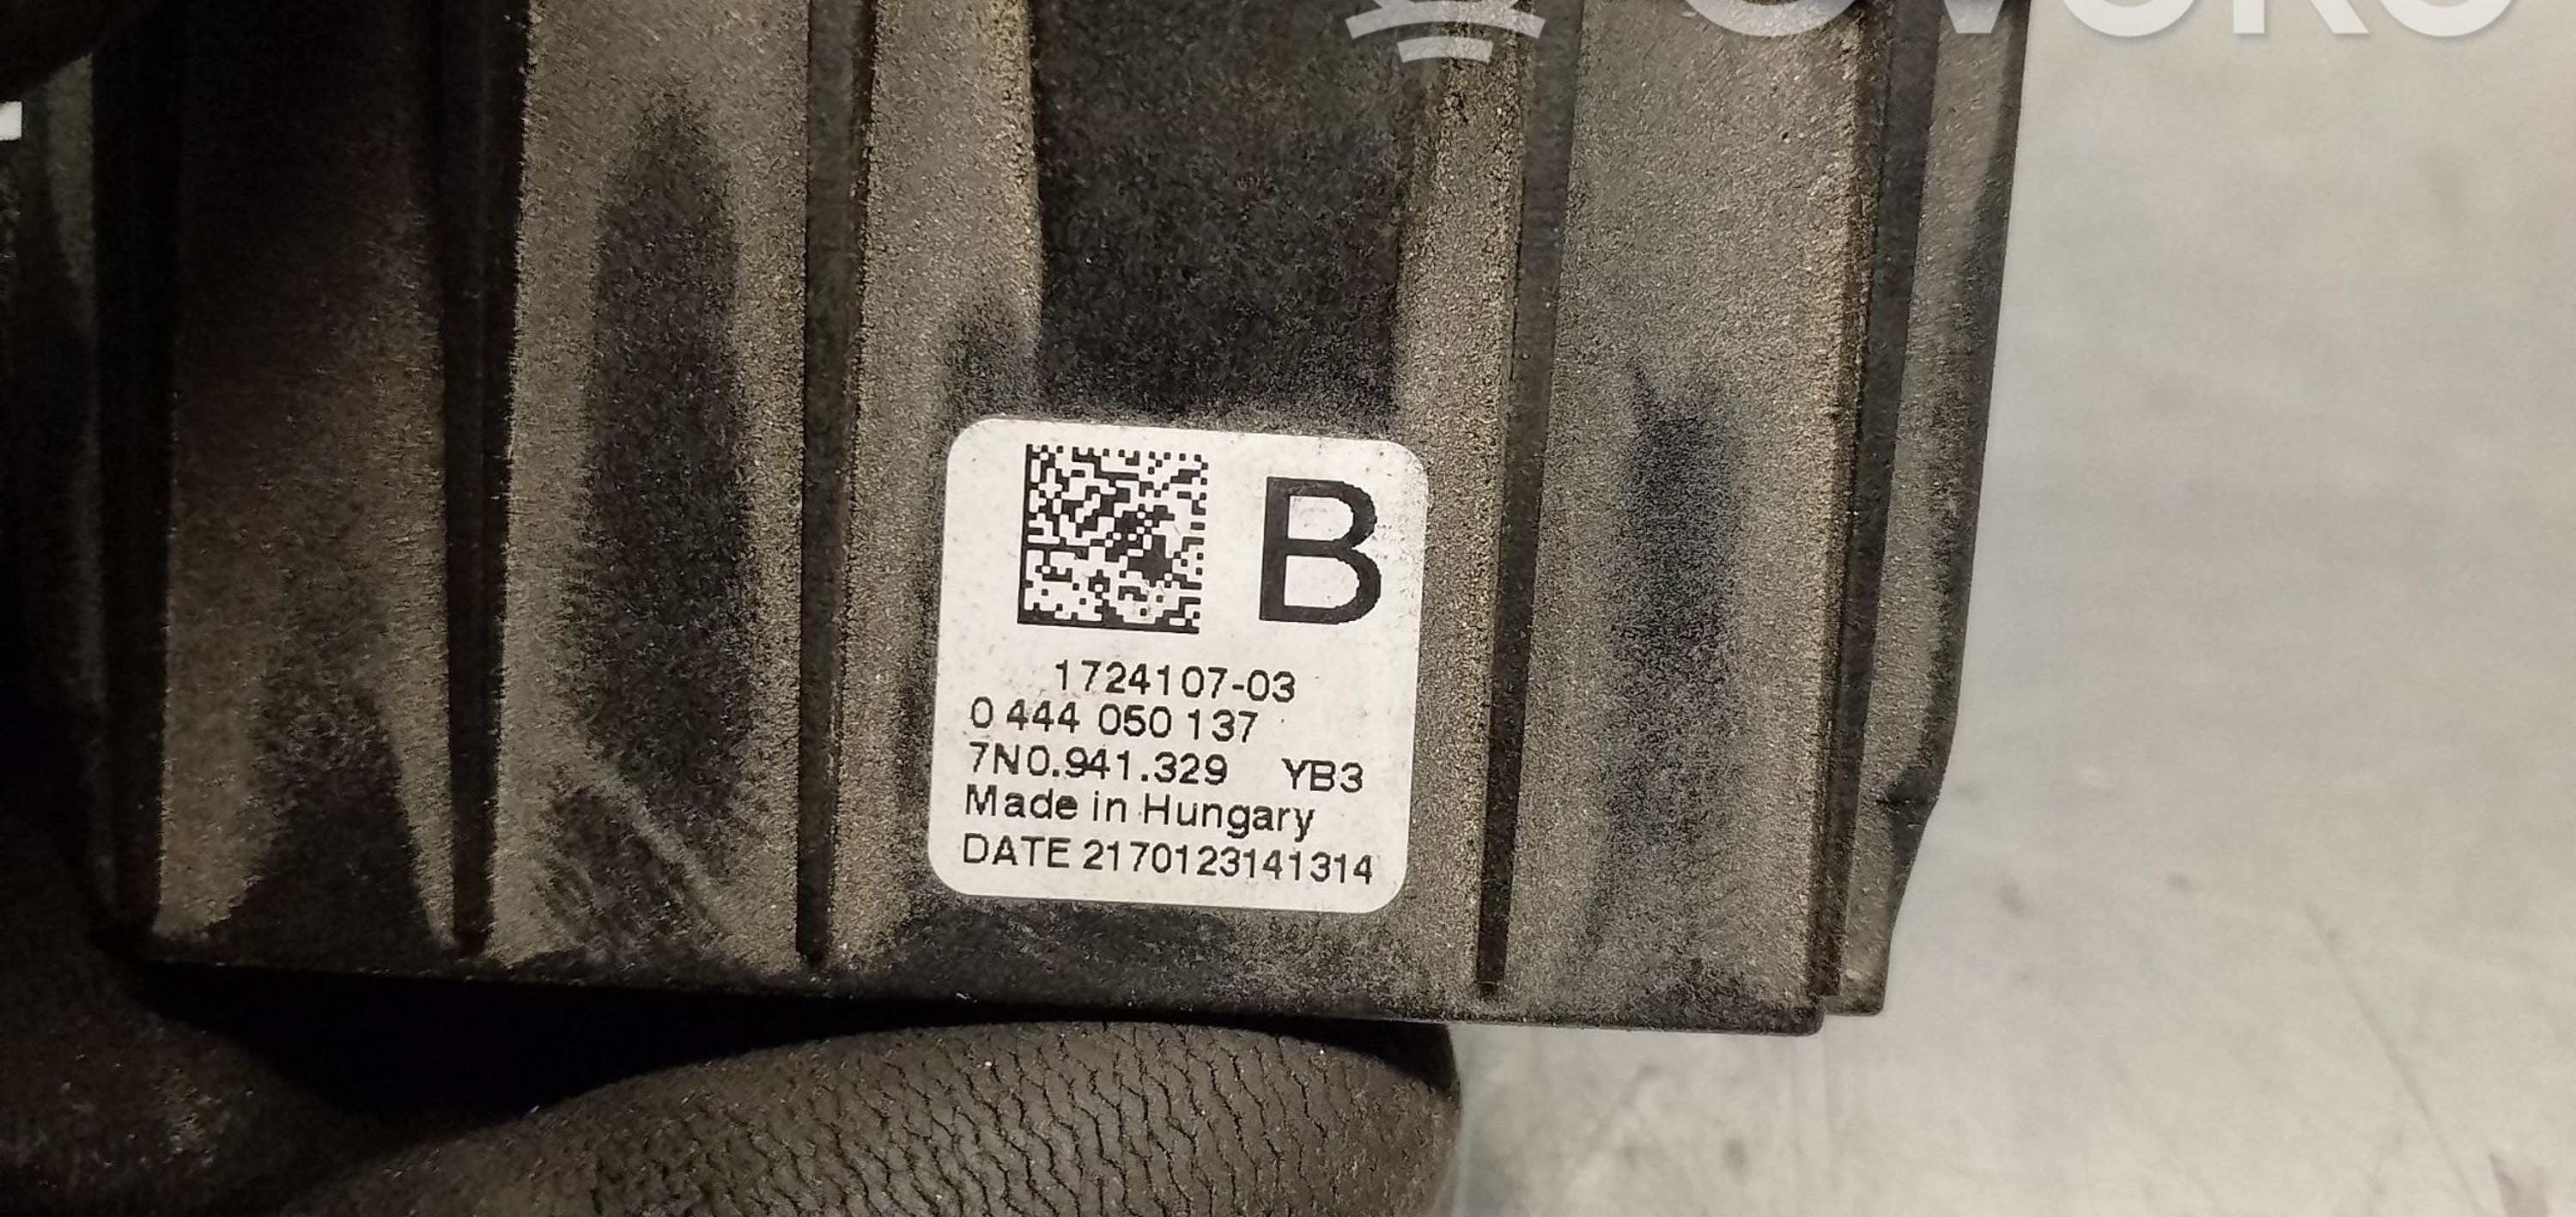 B
1724107-03
0 444 050 137
7N0.941.329 YB3
Made in Hungary
DATE 2170123141314